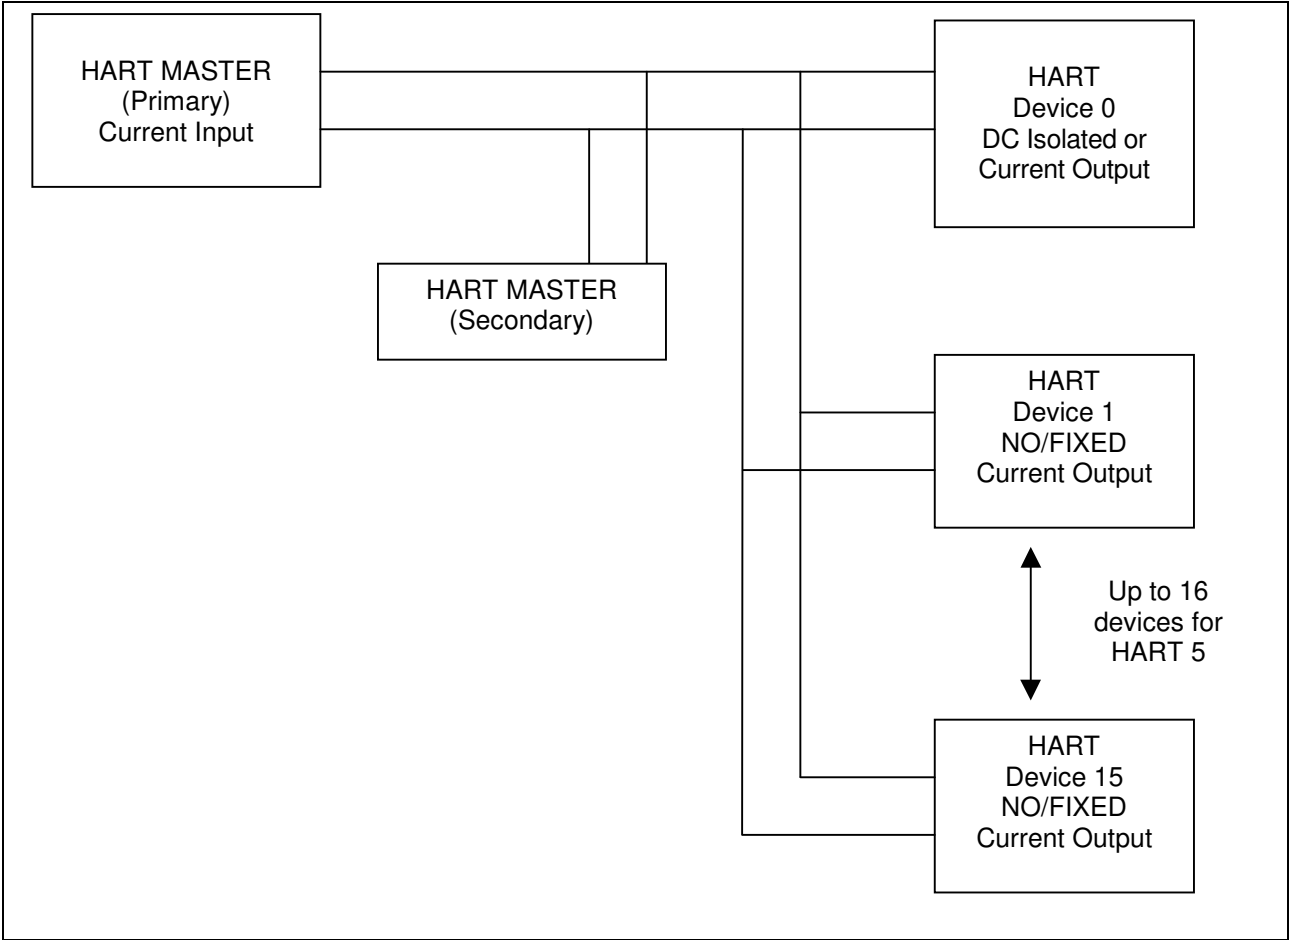 HART MASTER
(Primary)
Current Input
HART
Device 0
DC Isolated or
Current Output
HART MASTER
(Secondary)
HART
Device 1
NO/FIXED
Current Output
Up to 16
devices for
HART 5
HART
Device 15
NO/FIXED
Current Output